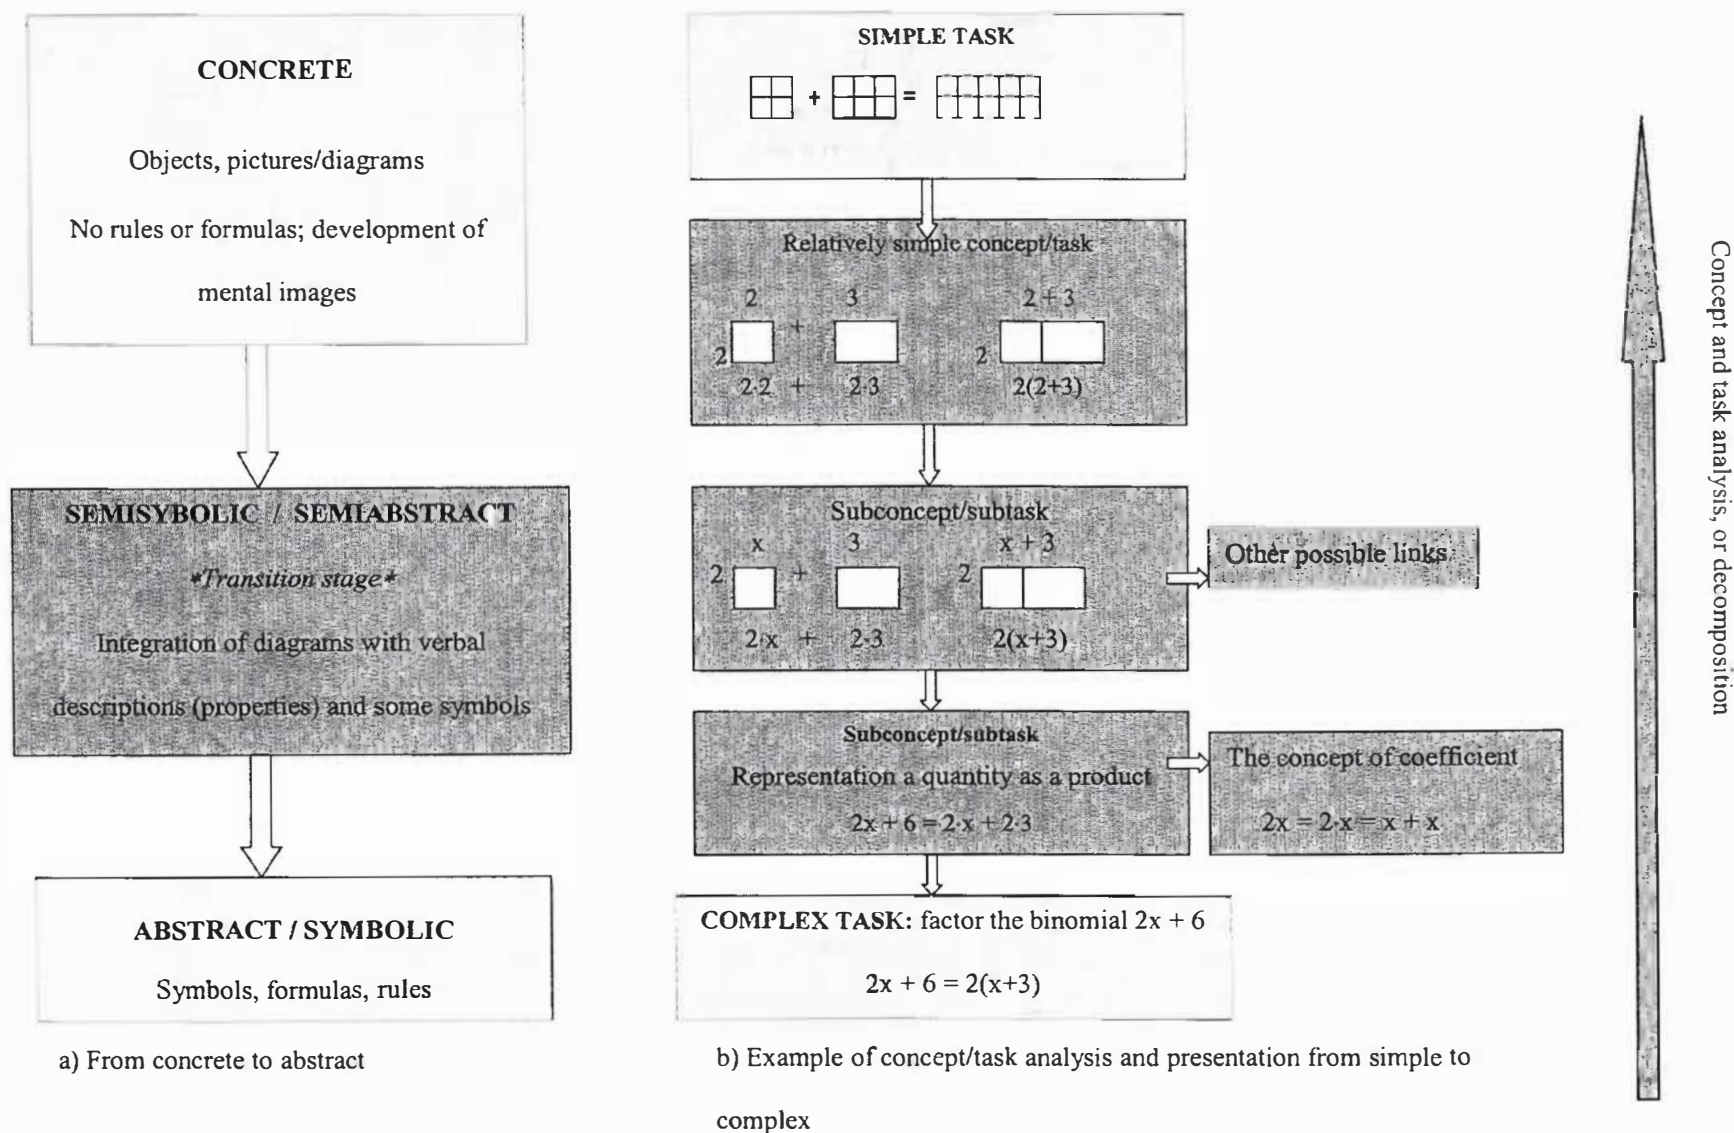 CONCRETE
Objects, pictures/diagrams
No rules or formulas; development of
mental images
SEMISYBOLIC / SEMIABSTRACT
*Transition stage*
Integration of diagrams with verbal
descriptions (properties) and some symbols
ABSTRACT / SYMBOLIC
Symbols, formulas, rules
a) From concrete to abstract
SIMPLE TASK
+ =
Relatively simple concept/task
2 3 2 + 3
2 + 2
2·2 + 2·3 2(2+3)
Subconcept/subtask
x 3 x + 3
2 + 2
2·x + 2·3 2(x+3)
Other possible links
Subconcept/subtask
Representation a quantity as a product
2x + 6 = 2·x + 2·3
The concept of coefficient
2x = 2·x = x + x
COMPLEX TASK: factor the binomial 2x + 6
2x + 6 = 2(x+3)
b) Example of concept/task analysis and presentation from simple to
complex
Concept and task analysis, or decomposition